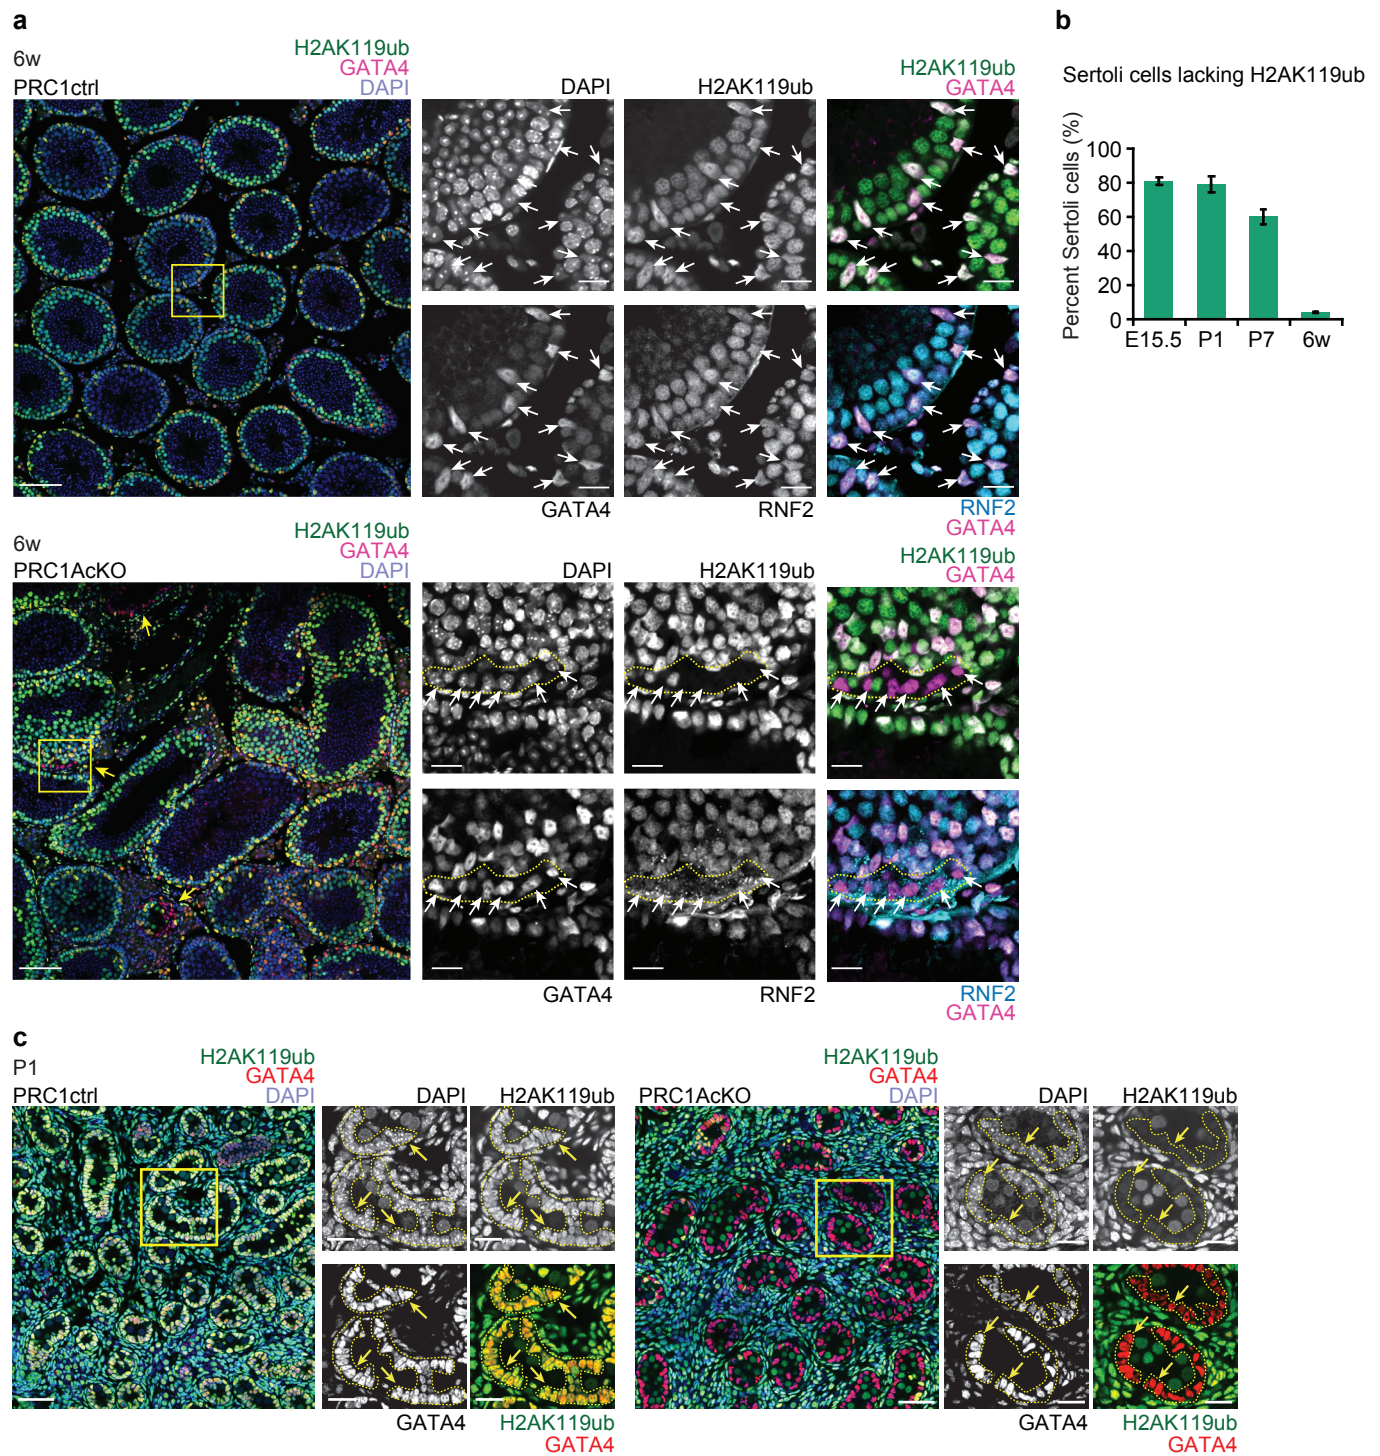 a
6w
PRC1ctrl
H2AK119ub
GATA4
DAPI
DAPI
H2AK119ub
H2AK119ub
GATA4
GATA4
RNF2
RNF2
GATA4
6w
PRC1AcKO
H2AK119ub
GATA4
DAPI
DAPI
H2AK119ub
H2AK119ub
GATA4
GATA4
RNF2
RNF2
GATA4
b
Sertoli cells lacking H2AK119ub
Percent Sertoli cells (%)
100
80
60
40
20
0
E15.5 P1 P7 6w
c
P1
PRC1ctrl
H2AK119ub
GATA4
DAPI
DAPI
H2AK119ub
GATA4
H2AK119ub
GATA4
PRC1AcKO
H2AK119ub
GATA4
DAPI
DAPI
H2AK119ub
GATA4
H2AK119ub
GATA4